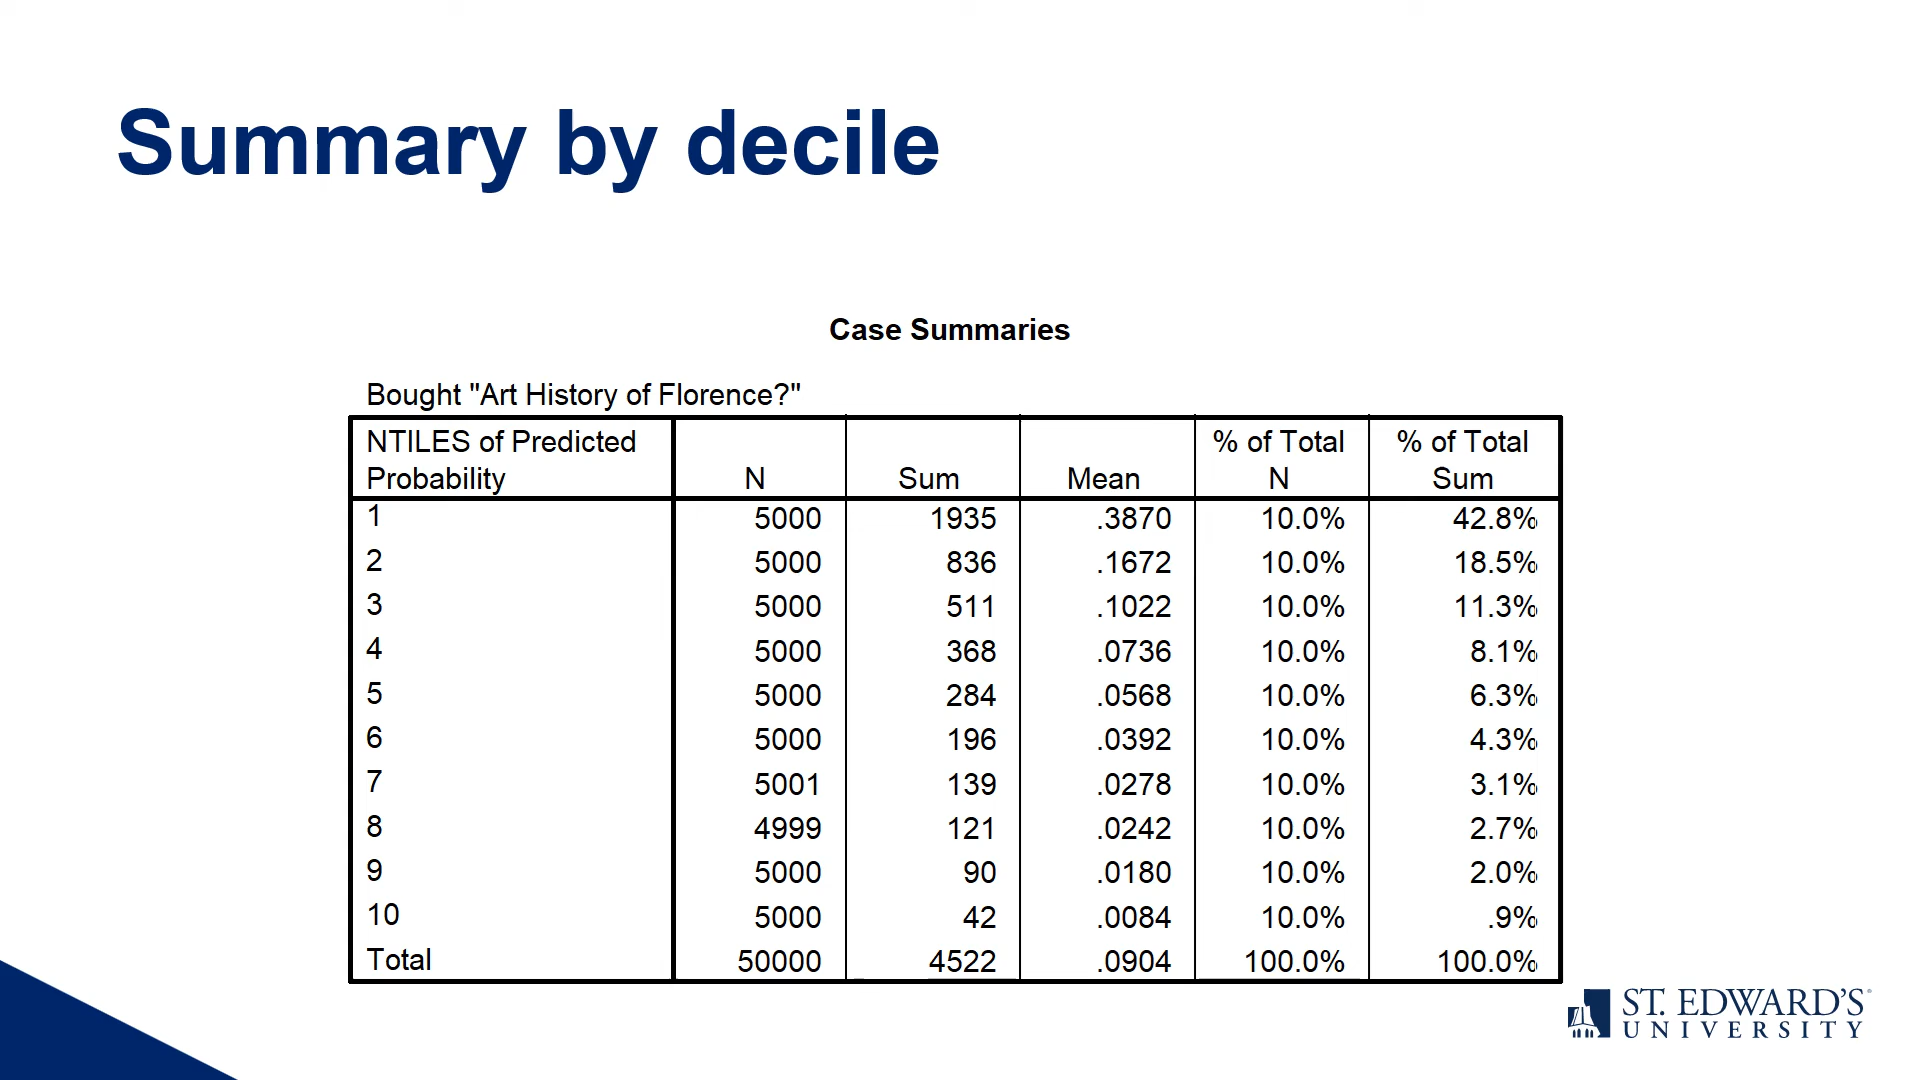 Summary by decile
Case Summaries
Bought "Art History of Florence?"
NTILES of Predicted Probability | N | Sum | Mean | % of Total N | % of Total Sum
1 5000 1935 .3870 10.0% 42.8%
2 5000 836 .1672 10.0% 18.5%
3 5000 511 .1022 10.0% 11.3%
4 5000 368 .0736 10.0% 8.1%
5 5000 284 .0568 10.0% 6.3%
6 5000 196 .0392 10.0% 4.3%
7 5001 139 .0278 10.0% 3.1%
8 4999 121 .0242 10.0% 2.7%
9 5000 90 .0180 10.0% 2.0%
10 5000 42 .0084 10.0% .9%
Total 50000 4522 .0904 100.0% 100.0%
ST. EDWARD'S
UNIVERSITY